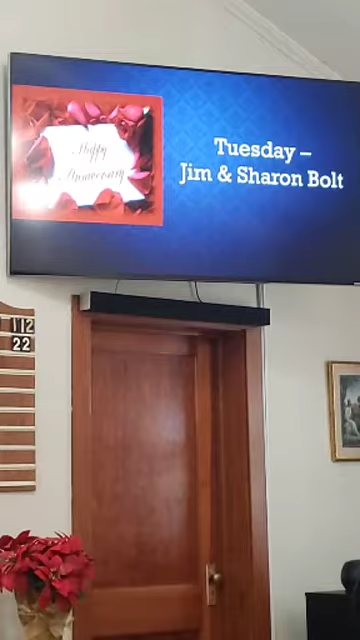 Happy
Anniversary
Tuesday –
Jim & Sharon Bolt
112
22